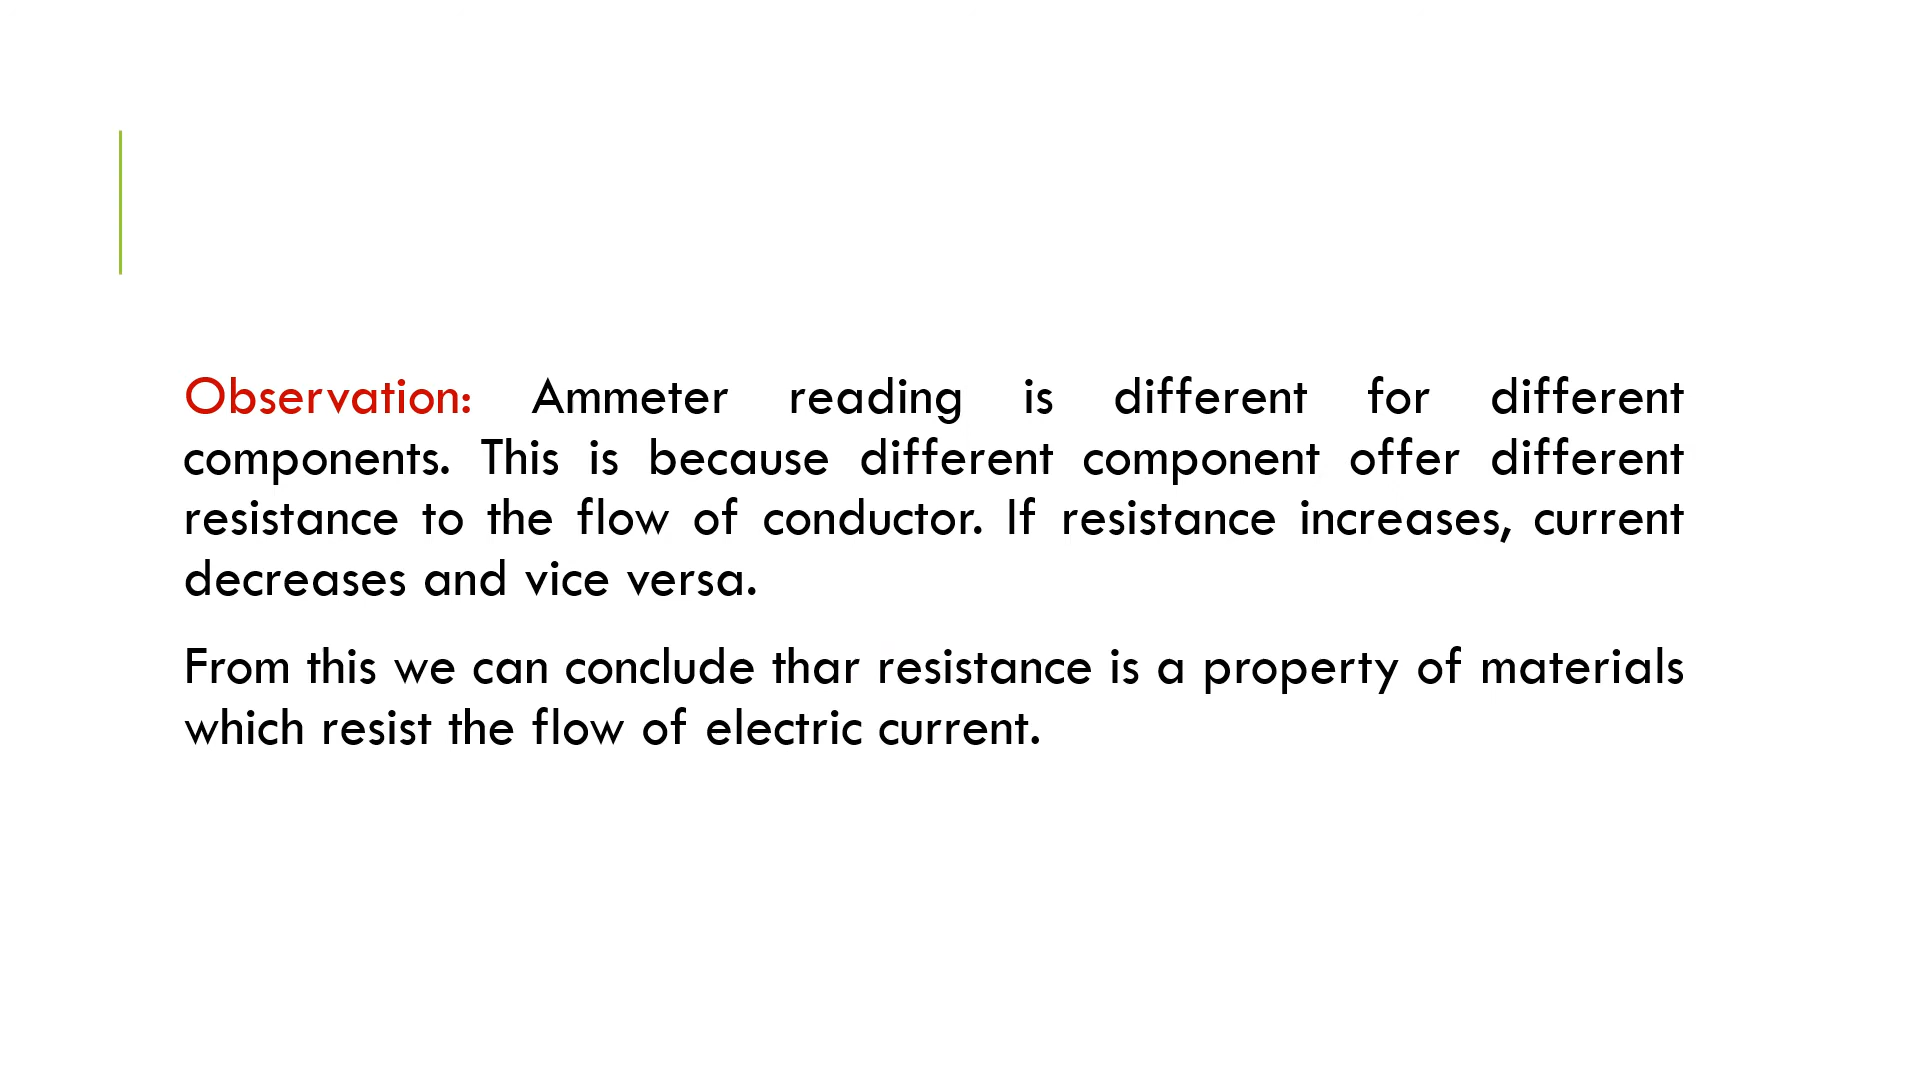 Observation: Ammeter reading is different for different
components. This is because different component offer different
resistance to the flow of conductor. If resistance increases, current
decreases and vice versa.
From this we can conclude thar resistance is a property of materials
which resist the flow of electric current.